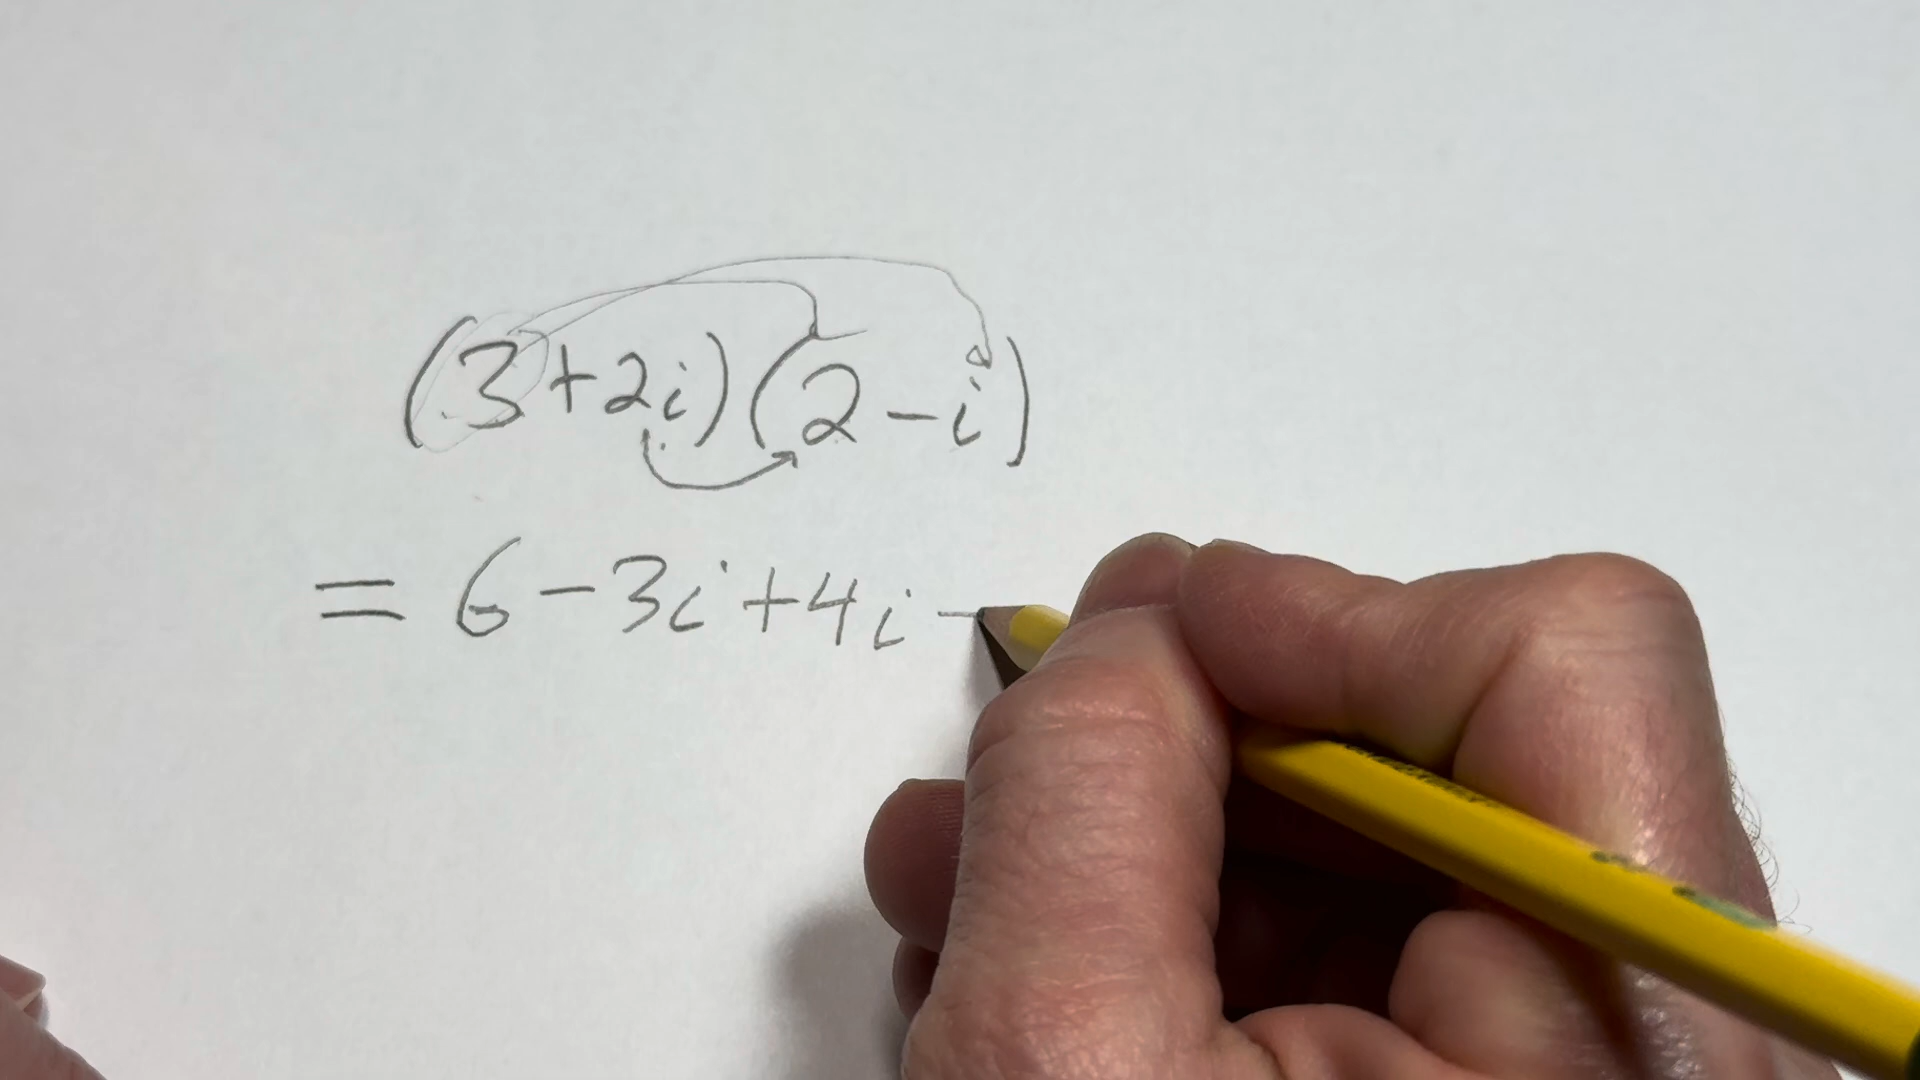 (3+2i)(2-i)
= 6-3i+4i-